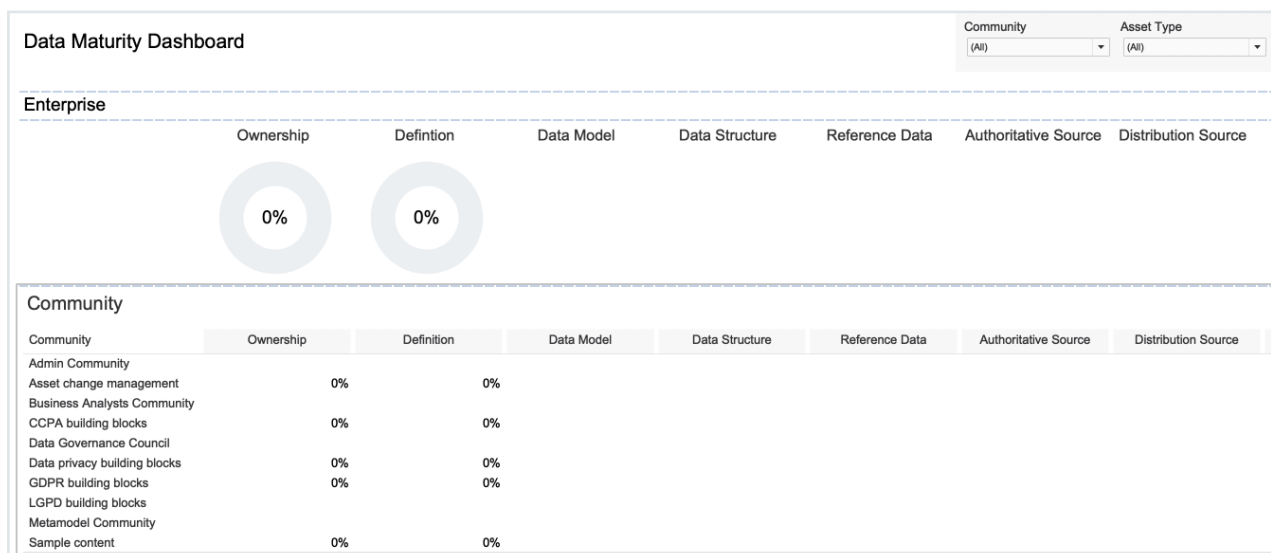 Data Maturity Dashboard
Community Asset Type
(All) (All)
Enterprise
Ownership Defintion Data Model Data Structure Reference Data Authoritative Source Distribution Source
0% 0%
Community
Community Ownership Definition Data Model Data Structure Reference Data Authoritative Source Distribution Source
Admin Community
Asset change management 0% 0%
Business Analysts Community
CCPA building blocks 0% 0%
Data Governance Council
Data privacy building blocks 0% 0%
GDPR building blocks 0% 0%
LGPD building blocks
Metamodel Community
Sample content 0% 0%